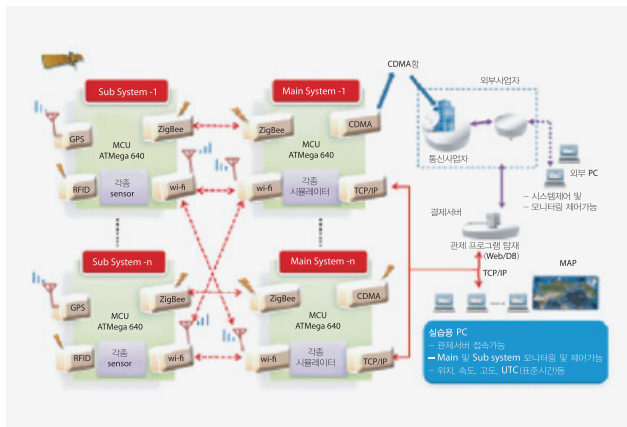 Sub System -1
GPS
MCU
ATMega 640
ZigBee
RFID
각종
sensor
wi-fi
Main System -1
ZigBee
MCU
ATMega 640
CDMA
wi-fi
각종
시뮬레이터
TCP/IP
CDMA항
외부사업자
통신사업자
외부 PC
– 시스템제어 및
– 모니터링 제어가능
결제서버
관제 프로그램 탑재
(Web/DB)
TCP/IP
MAP
Sub System -n
GPS
MCU
ATMega 640
ZigBee
RFID
각종
sensor
wi-fi
Main System -n
ZigBee
MCU
ATMega 640
CDMA
wi-fi
각종
시뮬레이터
TCP/IP
실습용 PC
– 관제서버 접속가능
– Main 및 Sub system 모니터링 및 제어가능
– 위치, 속도, 고도, UTC(표준시간)등